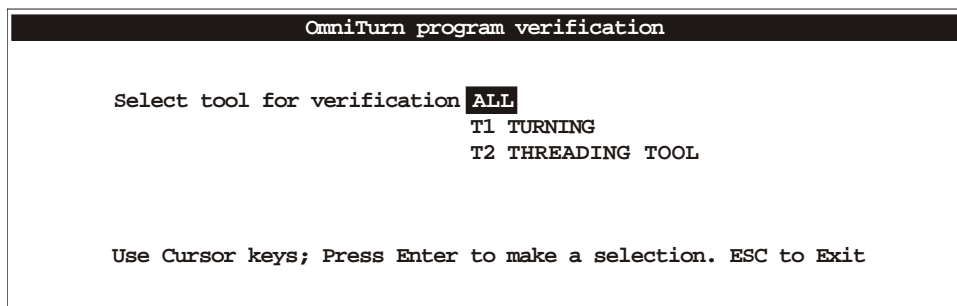 OmniTurn program verification
Select tool for verification ALL
T1 TURNING
T2 THREADING TOOL
Use Cursor keys; Press Enter to make a selection. ESC to Exit